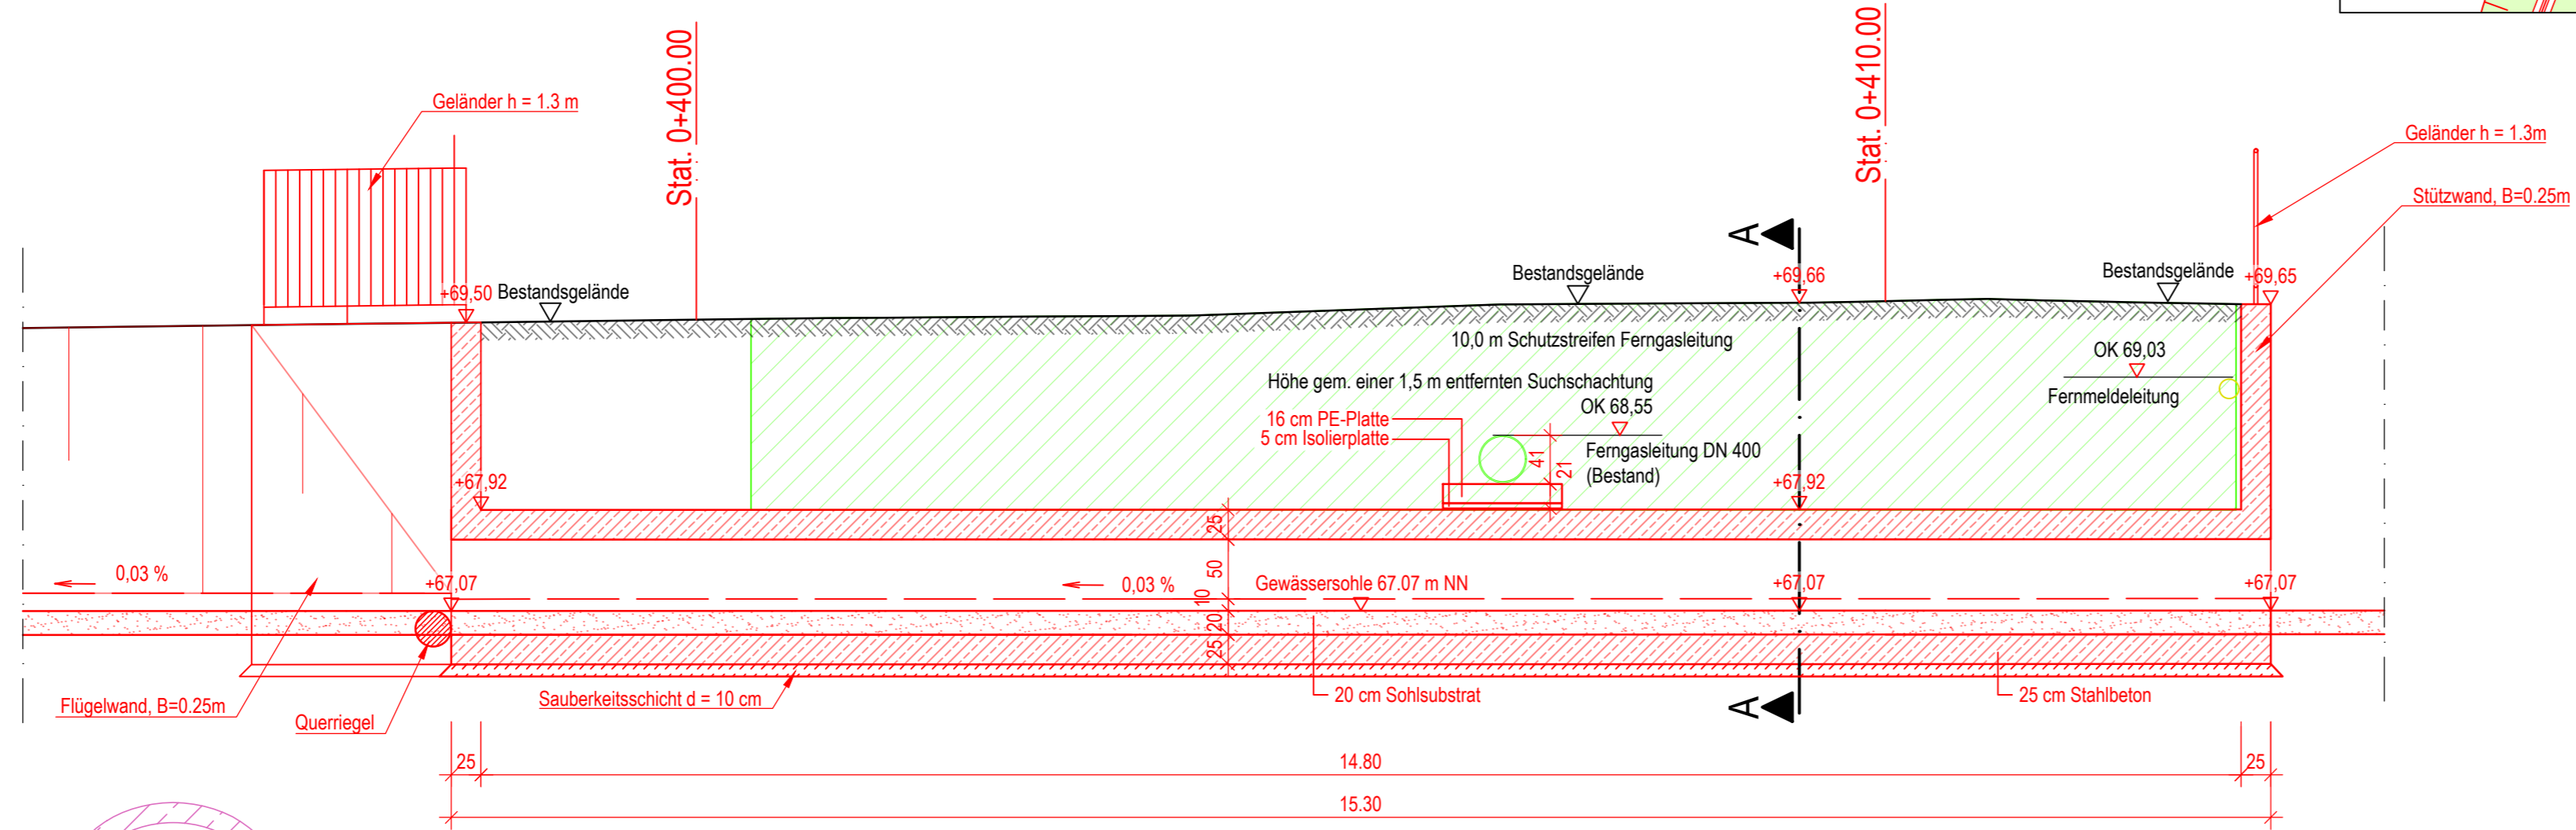 Stat. 0+400.00
Stat. 0+410.00
Geländer h = 1.3 m
Geländer h = 1.3m
Stützwand, B=0.25m
A
+69,50
Bestandsgelände
Bestandsgelände
+69,66
Bestandsgelände
+69,65
10,0 m Schutzstreifen Ferngasleitung
OK 69,03
Fernmeldeleitung
Höhe gem. einer 1,5 m entfernten Suchschachtung
OK 68,55
16 cm PE-Platte
5 cm Isolierplatte
41
21
Ferngasleitung DN 400
(Bestand)
+67,92
+67,92
25
50
10
20
25
0,03 %
+67,07
0,03 %
Gewässersohle 67.07 m NN
+67,07
+67,07
Flügelwand, B=0.25m
Querriegel
Sauberkeitsschicht d = 10 cm
20 cm Sohlsubstrat
A
25 cm Stahlbeton
25
14.80
25
15.30